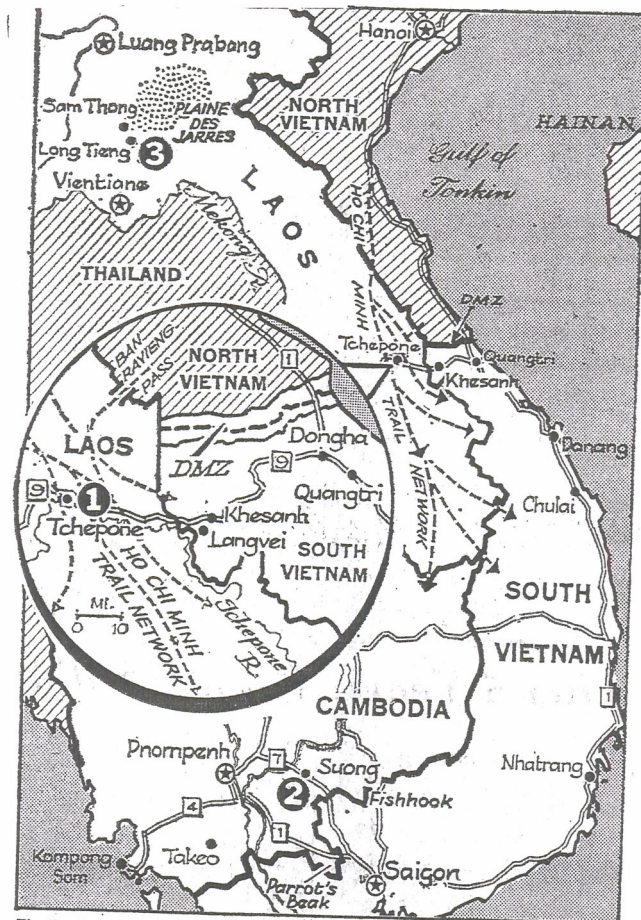 Luang Prabang
Hanoi
Sam Thong
PLAINE
DES
JARRES
NORTH
VIETNAM
HAINAN
Long Tieng
3
Gulf of
Tonkin
Vientiane
LAOS
Mekong R.
HO CHI
MINH
TRAIL
NETWORK
THAILAND
DMZ
Tchepone
Quangtri
Khesanh
Danang
Chulai
BAN
RAVIENG
PASS
NORTH
VIETNAM
1
LAOS
DMZ
Dongha
9
Quangtri
9
1
Tchepone
Khesanh
Langvei
SOUTH
VIETNAM
HO CHI MINH
TRAIL NETWORK
Tchepone
R.
Mi.
0 10
SOUTH
VIETNAM
1
CAMBODIA
Pnompenh
7
Suong
2
Fishhook
Nhatrang
4
1
Takeo
Kompong
Som
Parrot's
Beak
Saigon